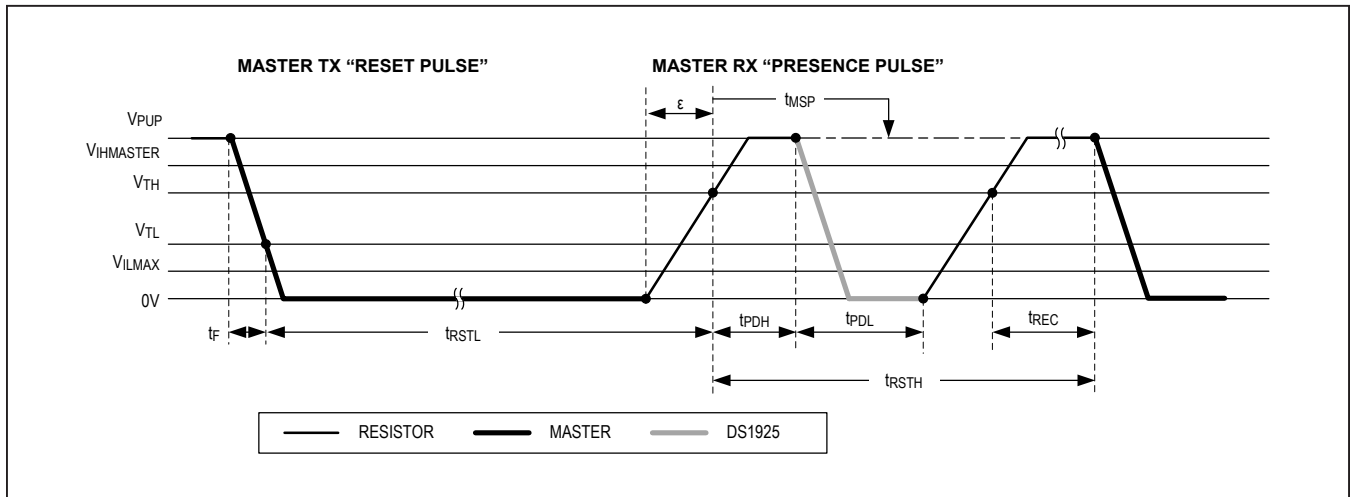 MASTER TX “RESET PULSE” MASTER RX “PRESENCE PULSE”
ε tMSP
VPUP
VIHMASTER
VTH
VTL
VILMAX
0V
tF tRSTL tPDH tPDL tREC
tRSTH
RESISTOR MASTER DS1925